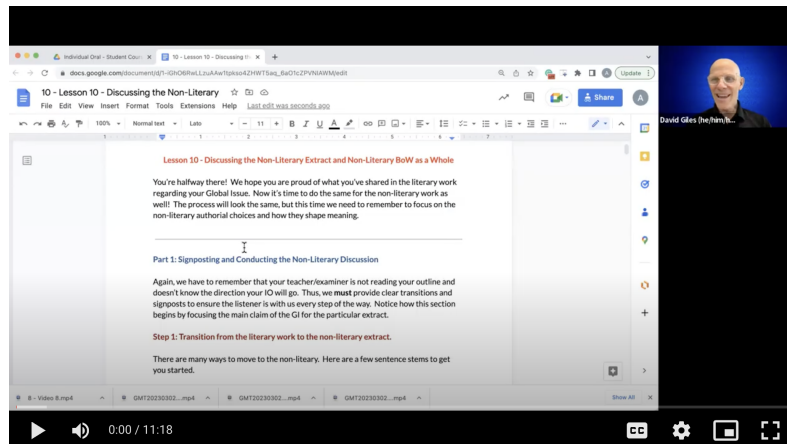 Individual Oral - Student Cour
10 - Lesson 10 - Discussing th
docs.google.com/document/d/1-iGhO6RwLLzuAAw1tpkso4ZHWTSaq_6aO1cZPVNIAWM/edit
Update
10 - Lesson 10 - Discussing the Non-Literary
File Edit View Insert Format Tools Extensions Help Last edit was seconds ago
Share
A
100% Normal text Lato 11 B I U A
David Giles (he/him/h...
Lesson 10 - Discussing the Non-Literary Extract and Non-Literary BoW as a Whole
You're halfway there! We hope you are proud of what you've shared in the literary work
regarding your Global Issue. Now it's time to do the same for the non-literary work as
well! The process will look the same, but this time we need to remember to focus on the
non-literary authorial choices and how they shape meaning.
Part 1: Signposting and Conducting the Non-Literary Discussion
Again, we have to remember that your teacher/examiner is not reading your outline and
doesn't know the direction your IO will go. Thus, we must provide clear transitions and
signposts to ensure the listener is with us every step of the way. Notice how this section
begins by focusing the main claim of the GI for the particular extract.
Step 1: Transition from the literary work to the non-literary extract.
There are many ways to move to the non-liteary. Here are a few sentence stems to get
you started.
8 - Video 8.mp4
GMT20230302....mp4
GMT20230302....mp4
GMT20230302....mp4
Show All
0:00 / 11:18
CC